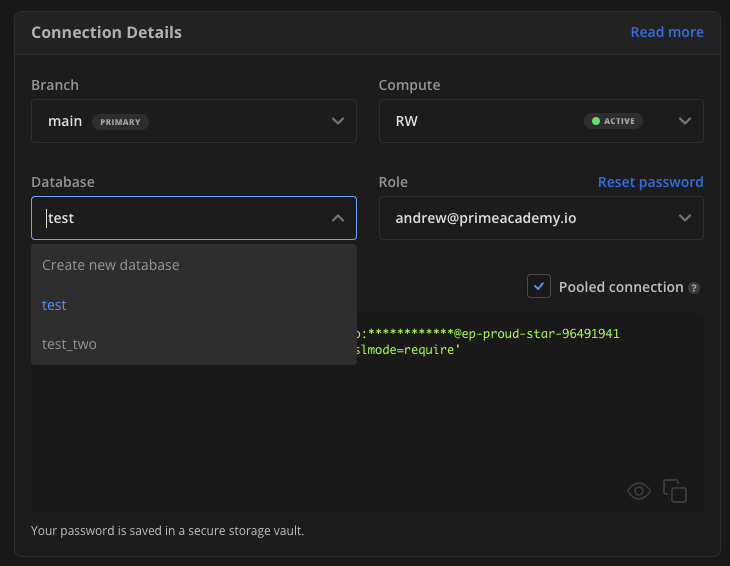 Connection Details
Read more
Branch
Compute
main PRIMARY
RW
ACTIVE
Database
Role
Reset password
test
andrew@primeacademy.io
Create new database
test
test_two
Pooled connection ?
:************@ep-proud-star-96491941
slmode=require'
Your password is saved in a secure storage vault.